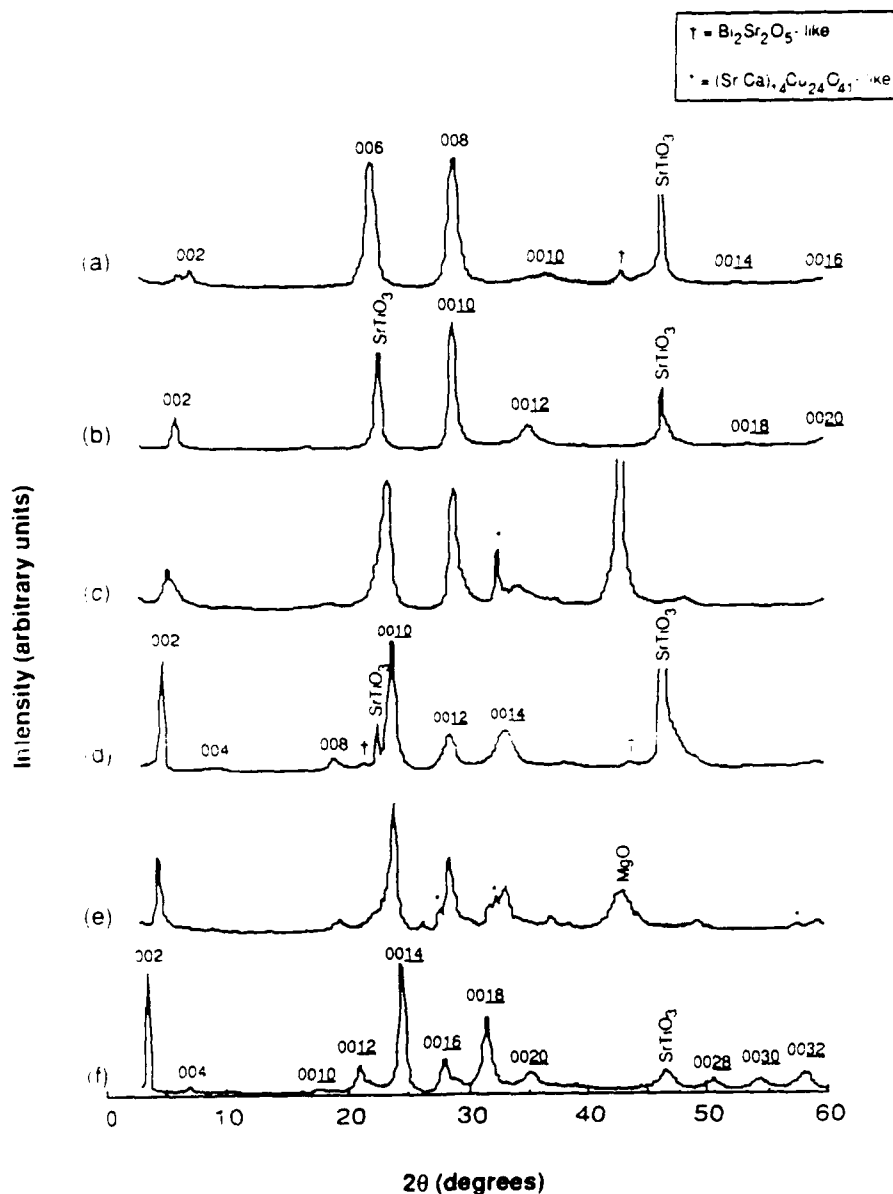 † = Bi2Sr2O5- like
* = (Sr Ca)14Cu24O41- like
006
008
SrTiO3
(a)
002
0010
†
0014
0016
SrTiO3
0010
SrTiO3
(b)
002
0012
0018
0020
(c)
002
0010
SrTiO3
SrTiO3
(d)
004
008
†
0012
0014
†
MgO
(e)
002
0014
0018
(f)
004
0010
0012
0016
0020
SrTiO3
0028
0030
0032
0 10 20 30 40 50 60
2θ (degrees)
Intensity (arbitrary units)